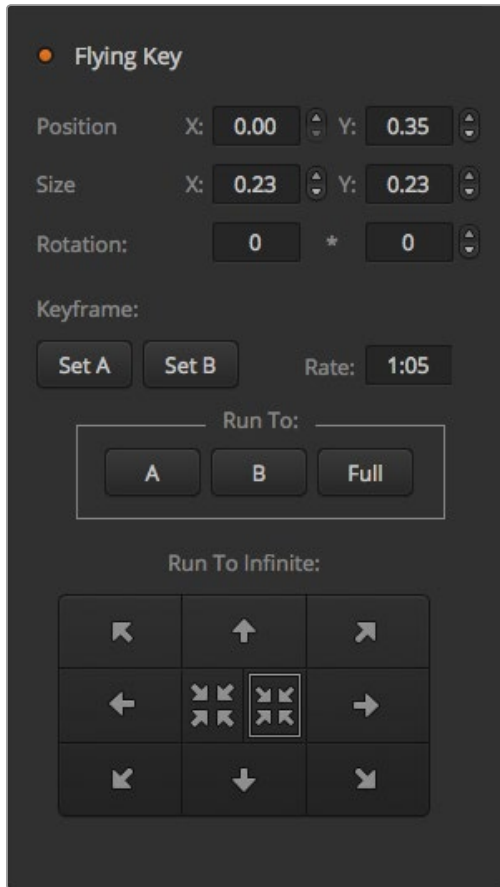 Flying Key
Position X: 0.00 Y: 0.35
Size X: 0.23 Y: 0.23
Rotation: 0 * 0
Keyframe:
Set A Set B Rate: 1:05
Run To:
A B Full
Run To Infinite: